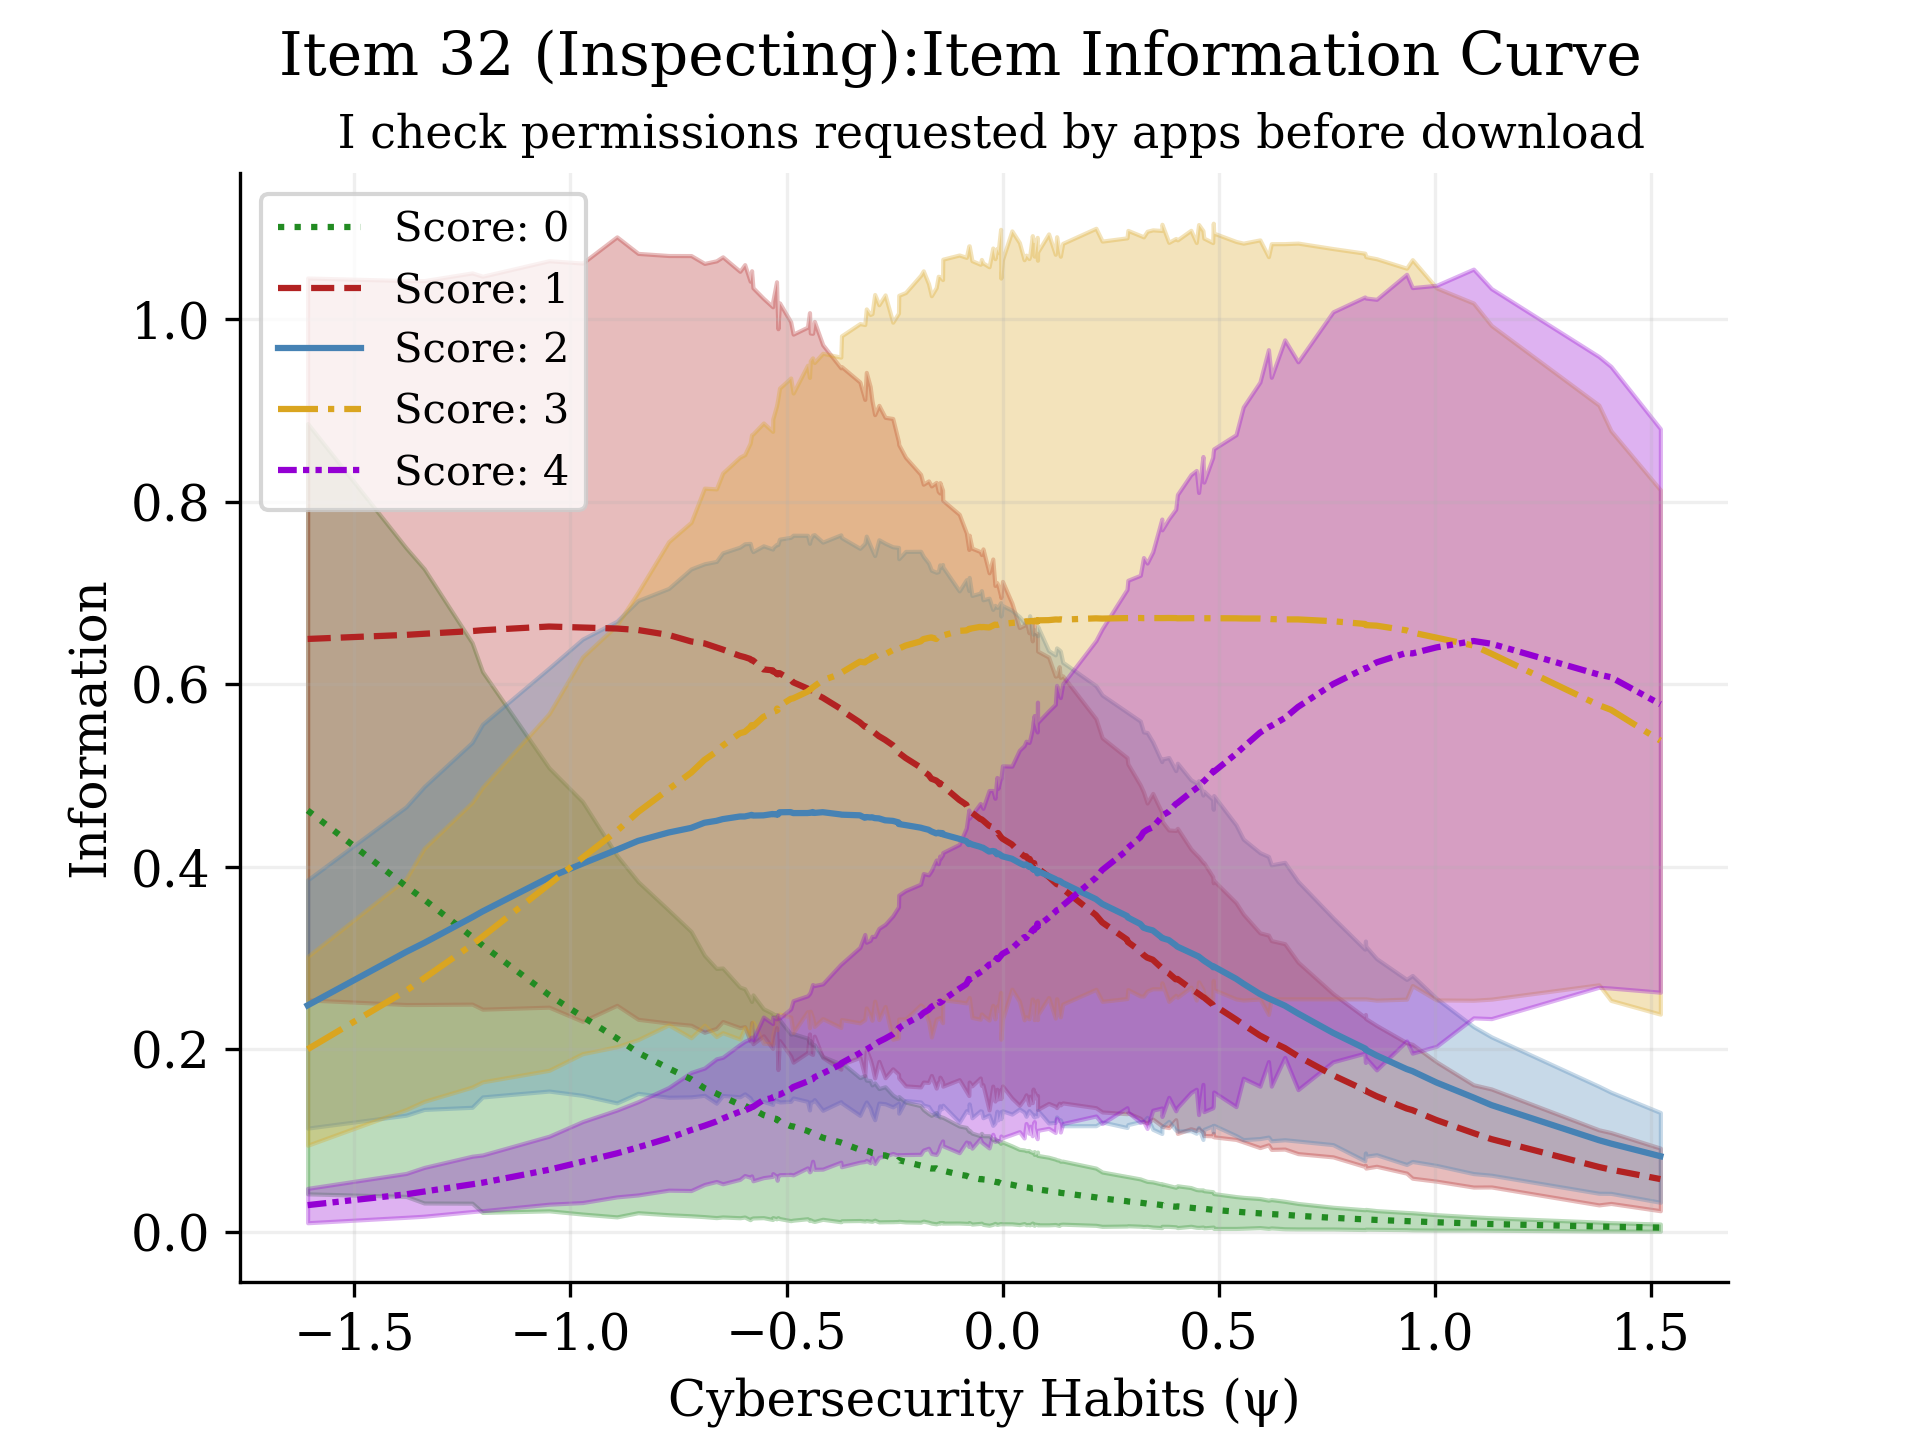 Item 32 (Inspecting):Item Information Curve
I check permissions requested by apps before download
Score: 0
Score: 1
Score: 2
Score: 3
Score: 4
Information
1.0
0.8
0.6
0.4
0.2
0.0
−1.5 −1.0 −0.5 0.0 0.5 1.0 1.5
Cybersecurity Habits (ψ)